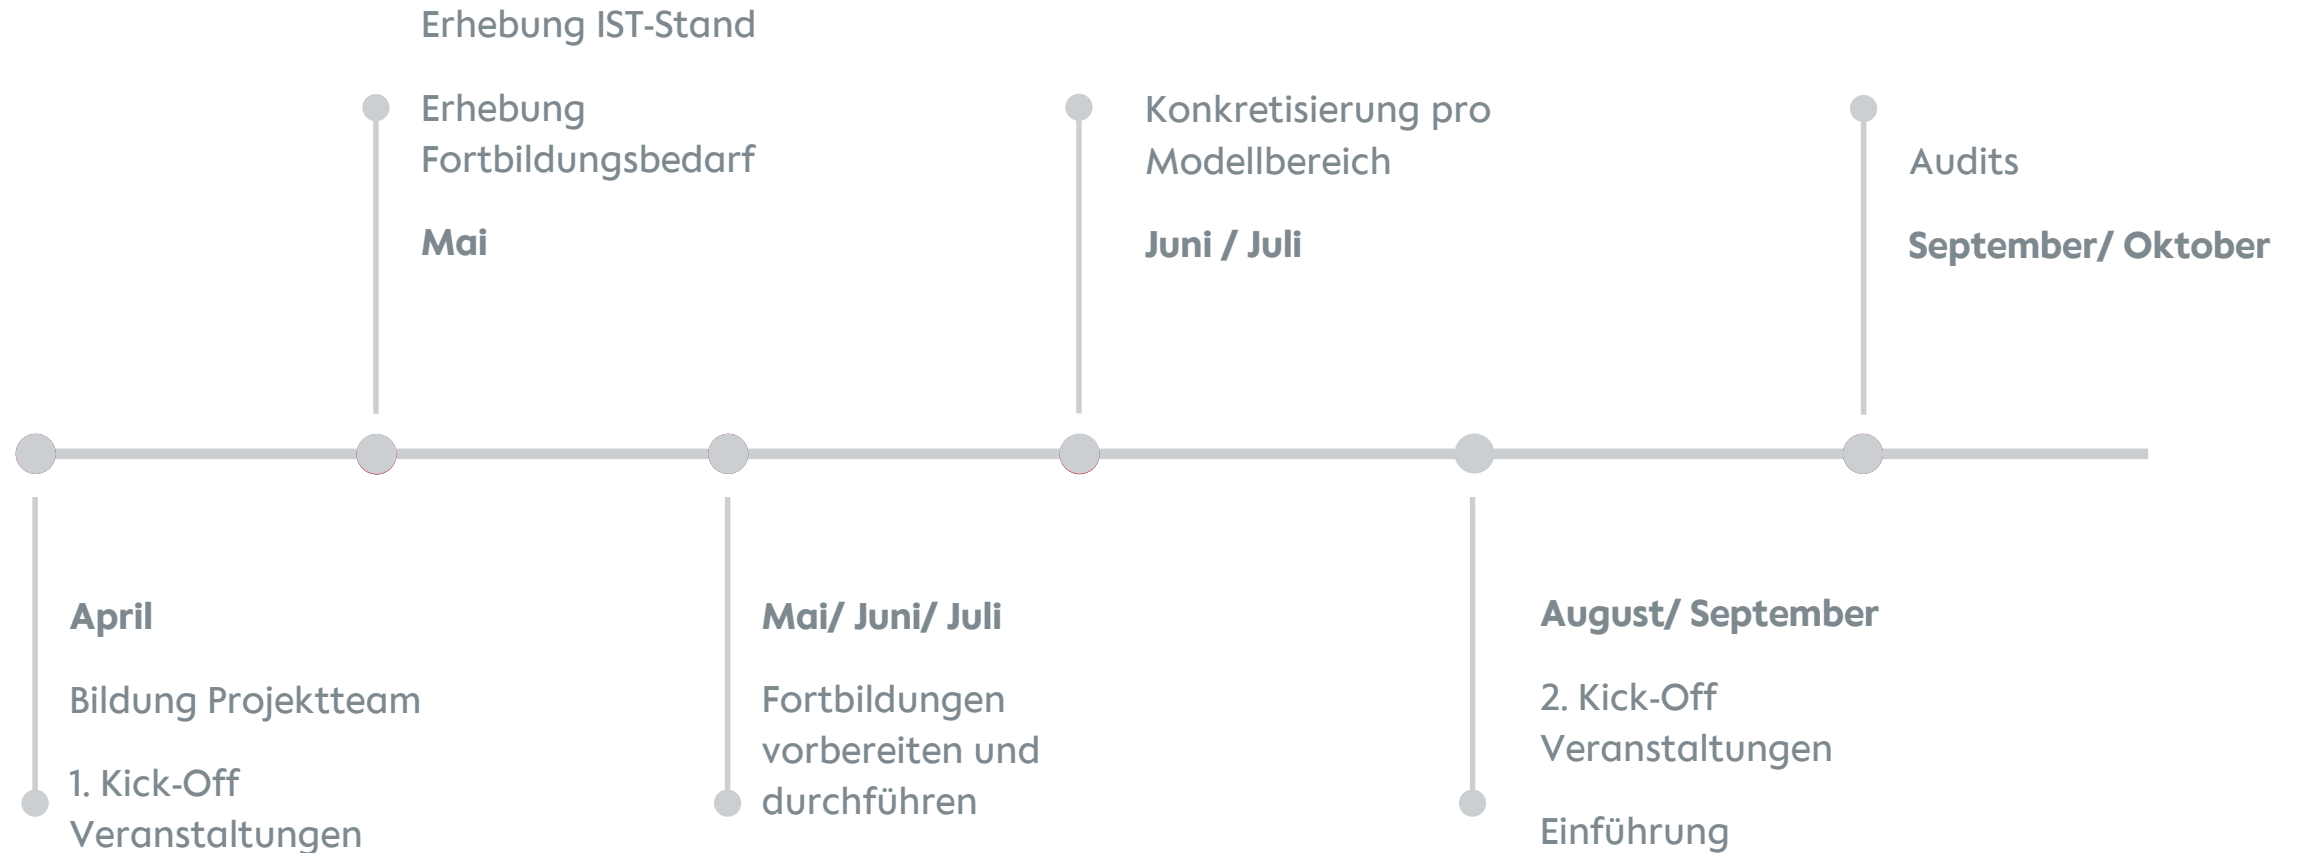 Erhebung IST-Stand
Erhebung
Fortbildungsbedarf
Mai
Konkretisierung pro
Modellbereich
Juni / Juli
Audits
September/ Oktober
April
Bildung Projektteam
1. Kick-Off
Veranstaltungen
Mai/ Juni/ Juli
Fortbildungen
vorbereiten und
durchführen
August/ September
2. Kick-Off
Veranstaltungen
Einführung